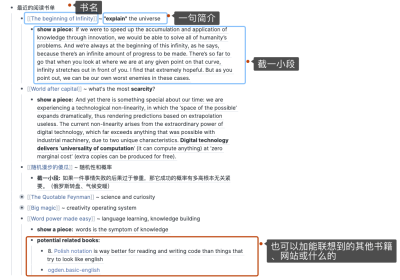 最近的阅读书单
书名
[[The beginning of Infinity]] ~ "explain" the universe
一句简介
show a piece: If we were to speed up the accumulation and application of
knowledge through innovation, we would be able to solve all of humanity's
problems. And we're always at the beginning of this infinity, as he says,
because there's an infinite amount of progress to be made. There's so far to
go that when you look at where we are at any given point on that curve,
infinity stretches out in front of you. I find that extremely hopeful. But as you
point out, we can be our own worst enemies in these cases.
截一小段
[[World after capital]] ~ what's the most scarcity?
show a piece: And yet there is something special about our time: we are
experiencing a technological non-linearity, in which the 'space of the possible'
expands dramatically, thus rendering predictions based on extrapolation
useless. The current non-linearity arises from the extraordinary power of
digital technology, which far exceeds anything that was possible with
industrial machinery, due to two unique characteristics. Digital technology
delivers 'universality of computation' (it can compute anything) at 'zero
marginal cost' (extra copies can be produced for free).
[[随机漫步的傻瓜]] ~ 随机性和概率
截一小段: 如果一件事情失败的后果过于惨重，那它成功的概率有多高根本无关紧
要。（俄罗斯转盘、气候变暖）
[[The Quotable Feynman]] ~ science and curiosity
[[Big magic]] ~ creativity operating system
[[Word power made easy]] ~ language learning, knowledge building
show a piece: words is the symptom of knowledge
potential related books:
8. Polish notation is way better for reading and writing code than things that
try to look like english
ogden.basic-english
也可以加能联想到的其他书籍
、网站或什么的